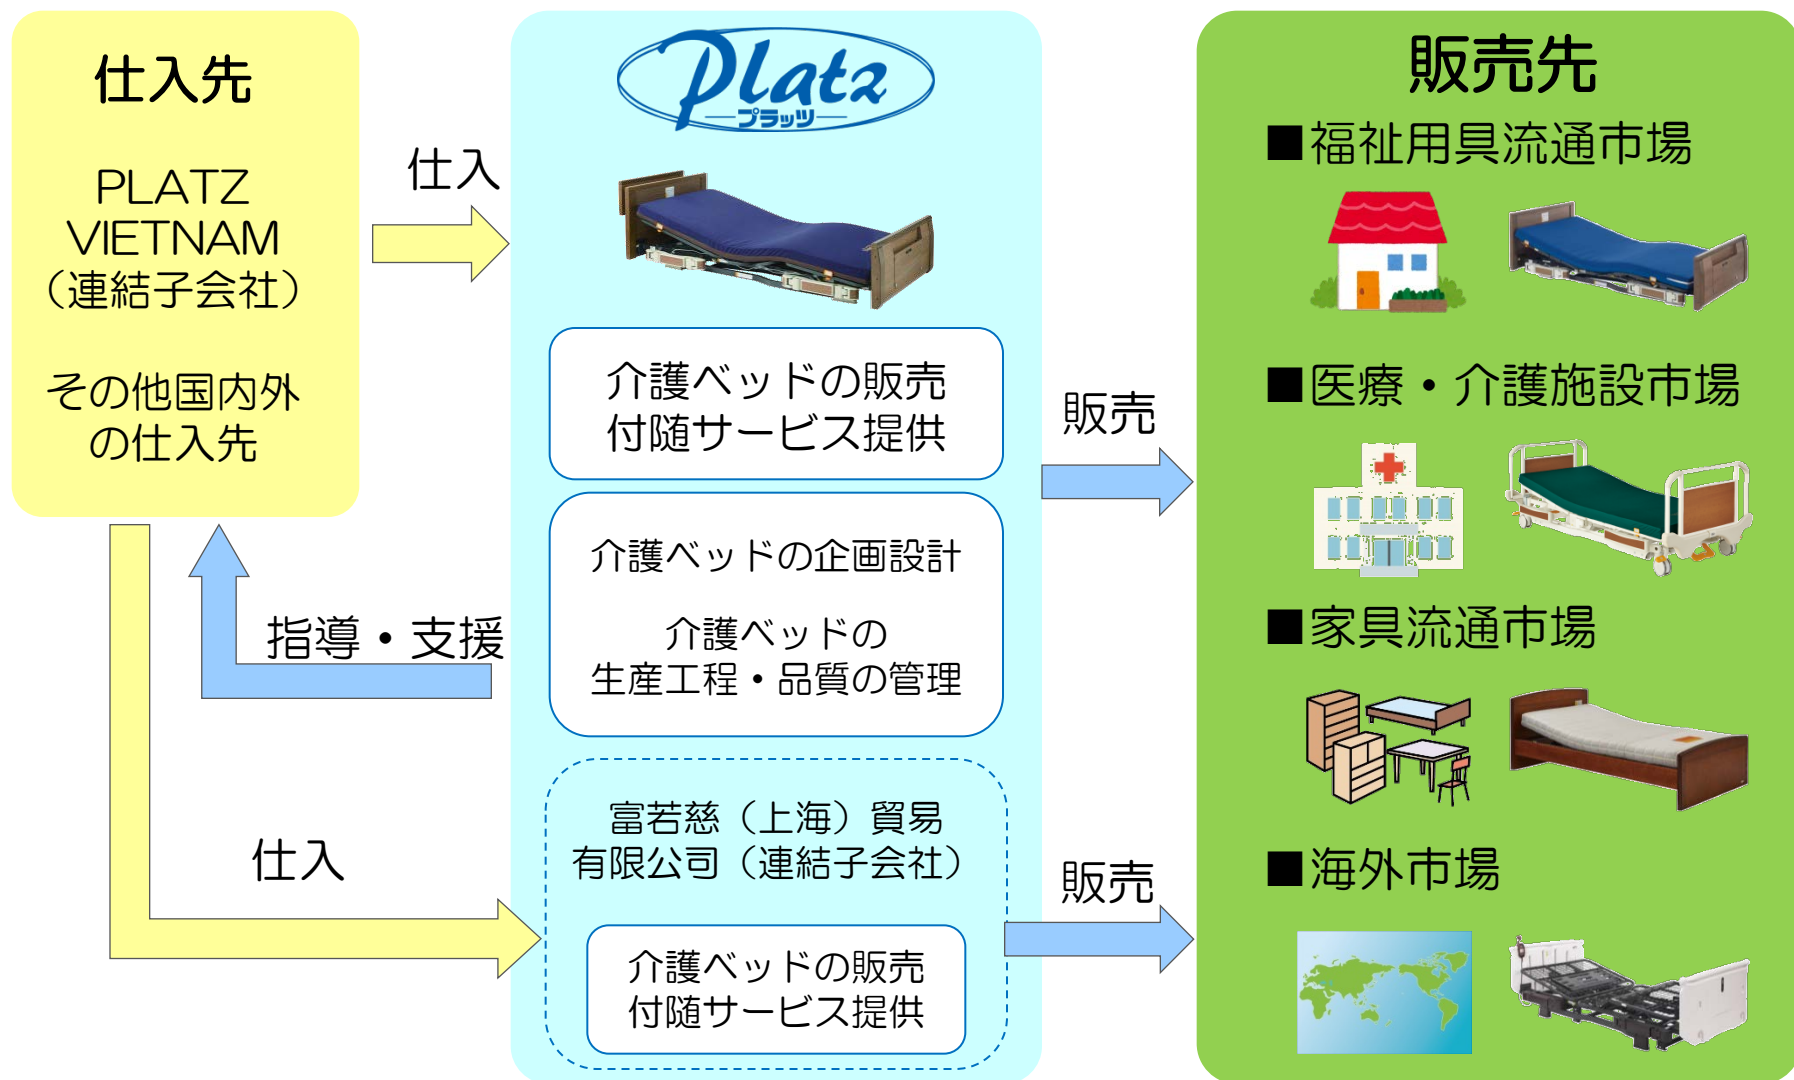 仕入先
PLATZ
VIETNAM
（連結子会社）
その他国内外
の仕入先
仕入
Platz
プラッツ
介護ベッドの販売
付随サービス提供
介護ベッドの企画設計
介護ベッドの
生産工程・品質の管理
指導・支援
仕入
富若慈（上海）貿易
有限公司（連結子会社）
介護ベッドの販売
付随サービス提供
販売
販売
販売先
■福祉用具流通市場
■医療・介護施設市場
■家具流通市場
■海外市場